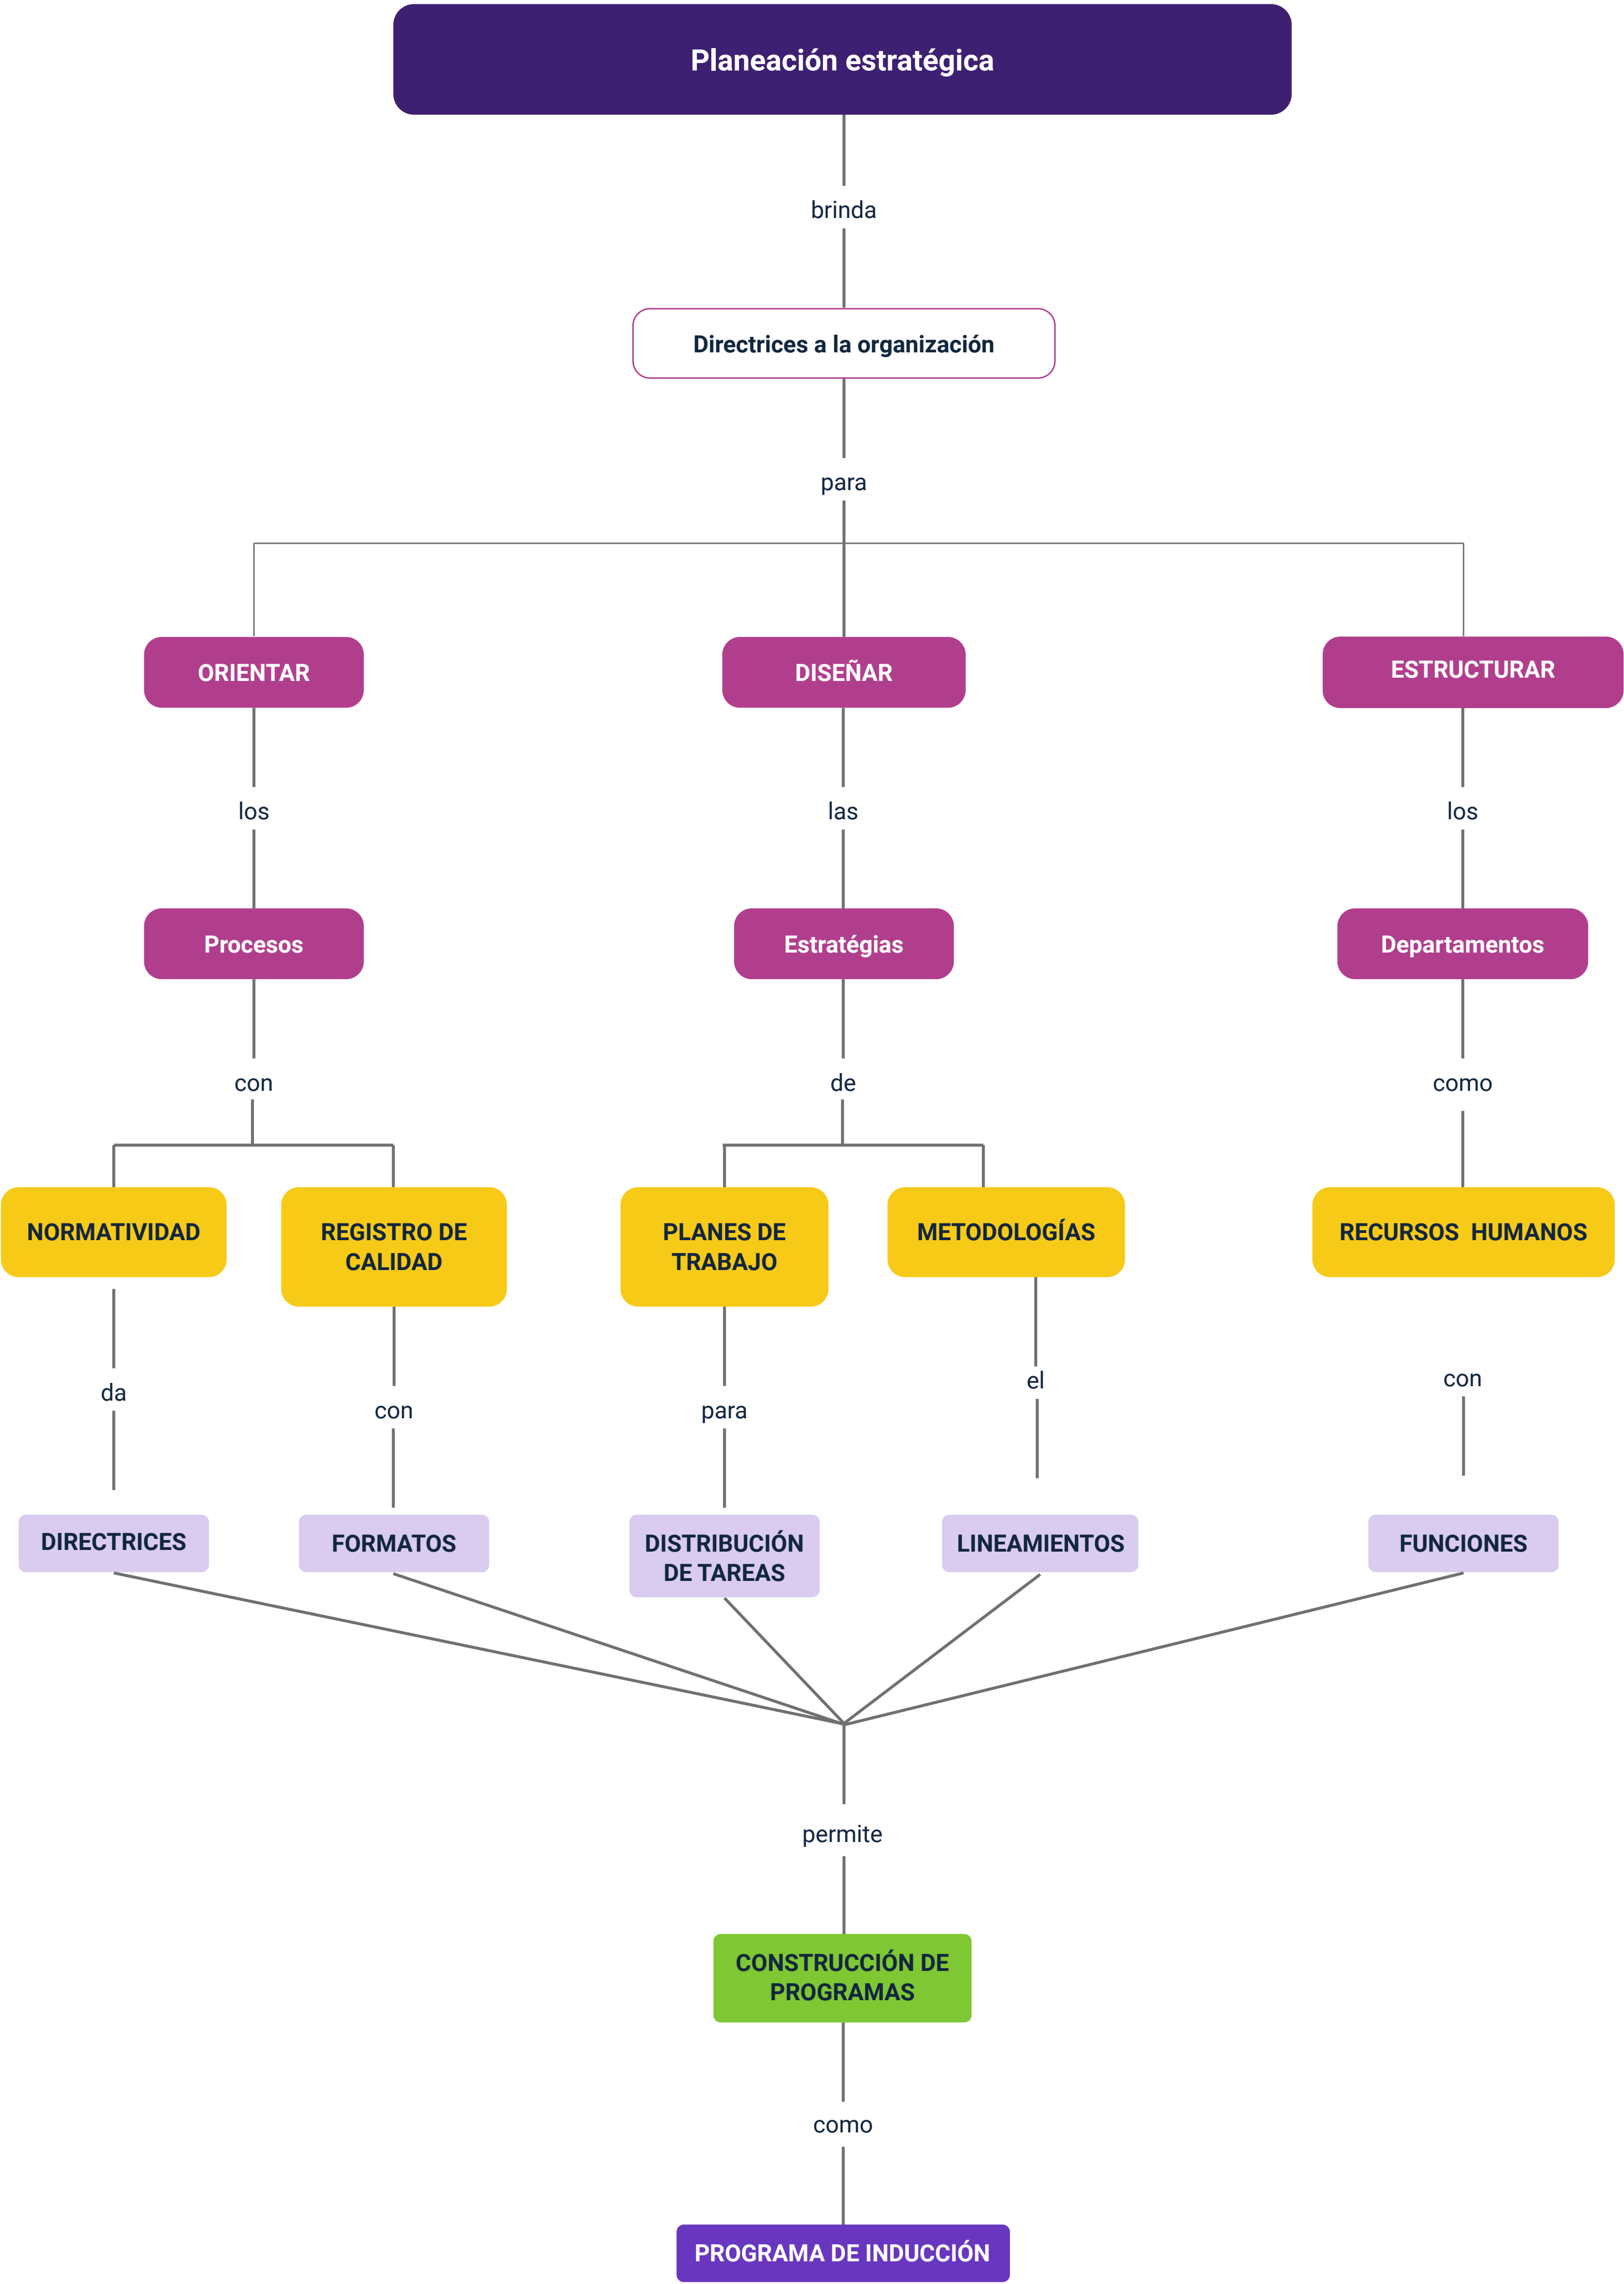 Planeación estratégica
brinda
Directrices a la organización
para
ORIENTAR
DISEÑAR
ESTRUCTURAR
los
las
los
Procesos
Estratégias
Departamentos
con
de
como
NORMATIVIDAD
REGISTRO DE
CALIDAD
PLANES DE
TRABAJO
METODOLOGÍAS
RECURSOS  HUMANOS
da
con
para
el
con
DIRECTRICES
FORMATOS
DISTRIBUCIÓN
DE TAREAS
LINEAMIENTOS
FUNCIONES
permite
CONSTRUCCIÓN DE
PROGRAMAS
como
PROGRAMA DE INDUCCIÓN